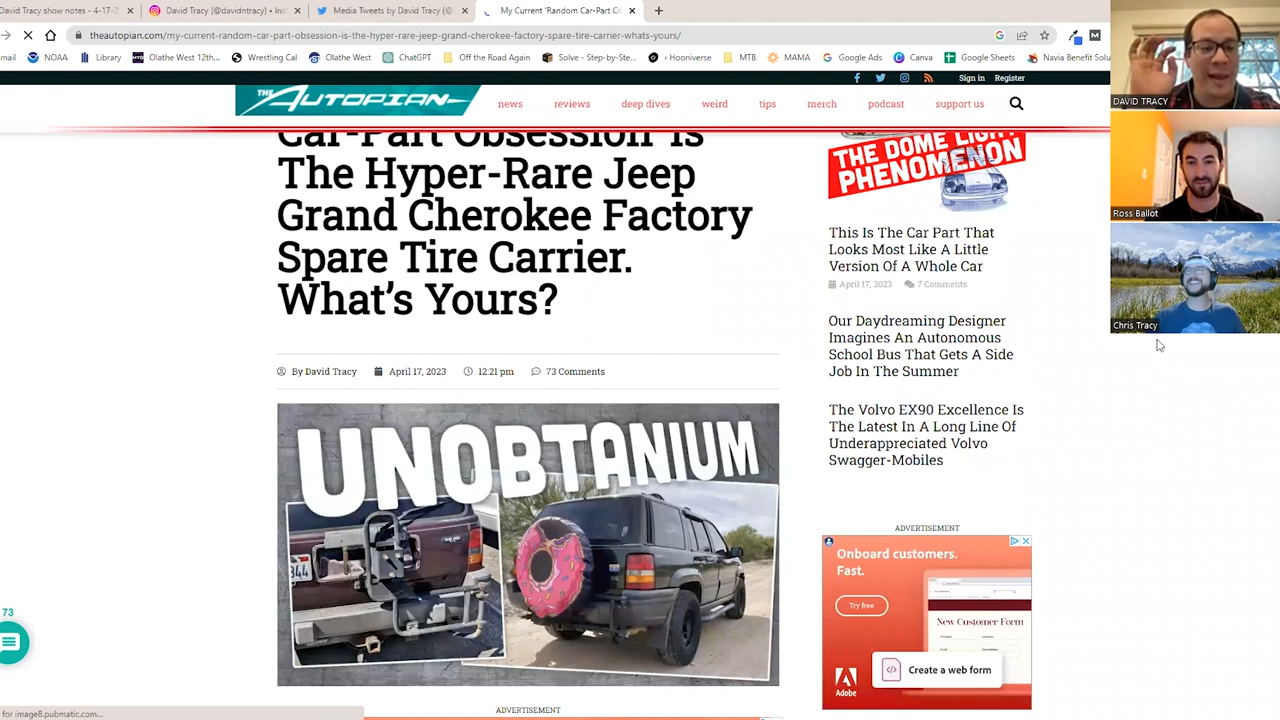 David Tracy show notes - 4-17-2
David Tracy (@davidntracy) • In
Media Tweets by David Tracy (@
My Current 'Random Car-Part O
theautopian.com/my-current-random-car-part-obsession-is-the-hyper-rare-jeep-grand-cherokee-factory-spare-tire-carrier-whats-yours/
mail
NOAA
Library
Olathe West 12th...
Wrestling Cal
Olathe West
ChatGPT
Off the Road Again
Solve - Step-by-Ste...
‹ Hooniverse
MTB
MAMA
Google Ads
Canva
Google Sheets
Navia Benefit Solu
Sign in
Register
THE AUTOPIAN
news
reviews
deep dives
weird
tips
merch
podcast
support us
Car-Part Obsession Is
The Hyper-Rare Jeep
Grand Cherokee Factory
Spare Tire Carrier.
What's Yours?
By David Tracy
April 17, 2023
12:21 pm
73 Comments
UNOBTANIUM
THE DOME LIGHT
PHENOMENON
This Is The Car Part That
Looks Most Like A Little
Version Of A Whole Car
April 17, 2023
7 Comments
Our Daydreaming Designer
Imagines An Autonomous
School Bus That Gets A Side
Job In The Summer
The Volvo EX90 Excellence Is
The Latest In A Long Line Of
Underappreciated Volvo
Swagger-Mobiles
ADVERTISEMENT
Onboard customers.
Fast.
Try free
New Customer Form
Create a web form
Adobe
73
ADVERTISEMENT
for image8.pubmatic.com...
DAVID TRACY
Ross Ballot
Chris Tracy